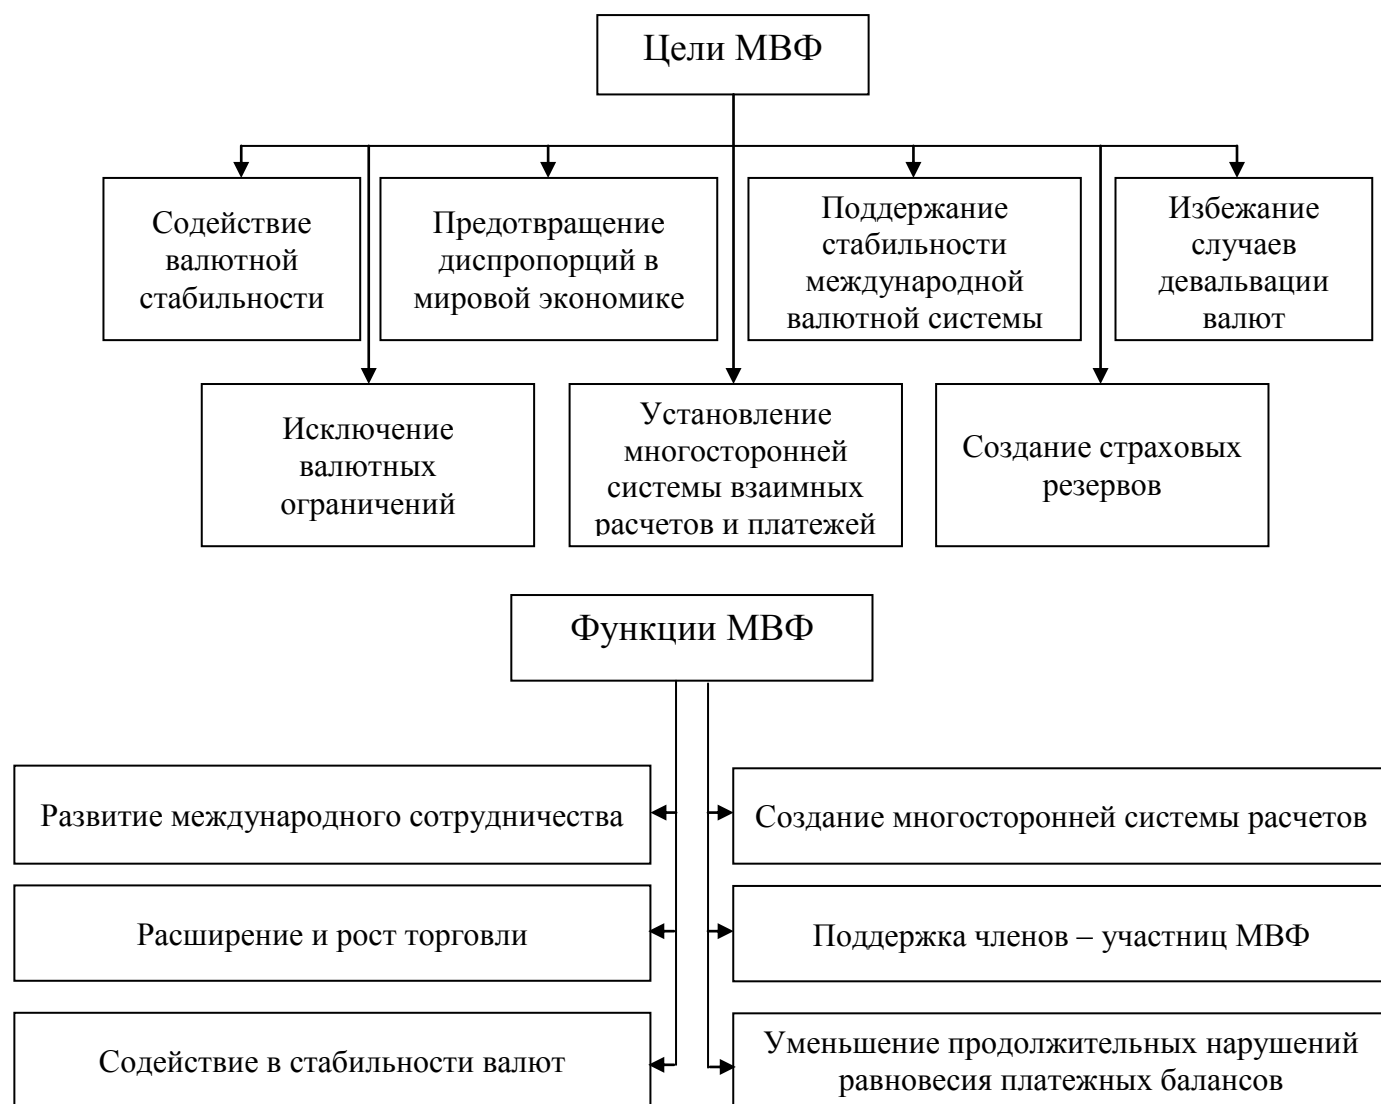 Цели МВФ
Содействие
валютной
стабильности
Предотвращение
диспропорций в
мировой экономике
Поддержание
стабильности
международной
валютной системы
Избежание
случаев
девальвации
валют
Исключение
валютных
ограничений
Установление
многосторонней
системы взаимных
расчетов и платежей
Создание страховых
резервов
Функции МВФ
Развитие международного сотрудничества
Создание многосторонней системы расчетов
Расширение и рост торговли
Поддержка членов – участниц МВФ
Содействие в стабильности валют
Уменьшение продолжительных нарушений
равновесия платежных балансов